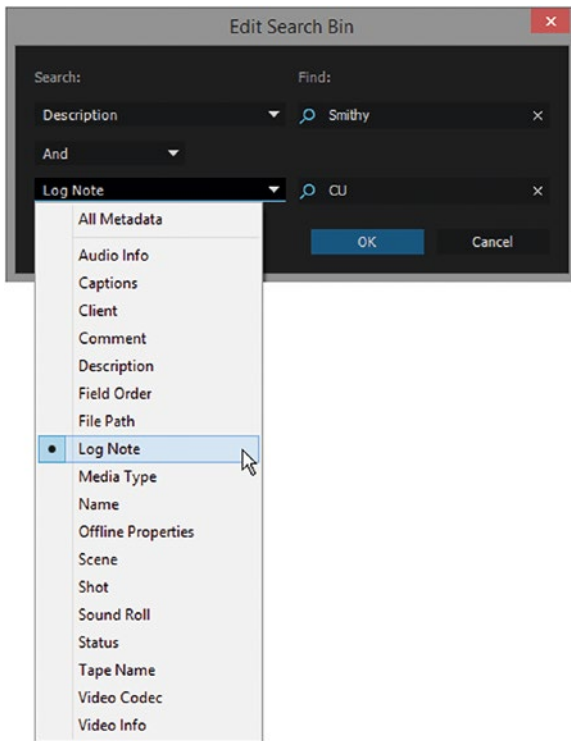 Edit Search Bin
Search: Find:
Description Smithy
And
Log Note CU
OK Cancel
All Metadata
Audio Info
Captions
Client
Comment
Description
Field Order
File Path
Log Note
Media Type
Name
Offline Properties
Scene
Shot
Sound Roll
Status
Tape Name
Video Codec
Video Info